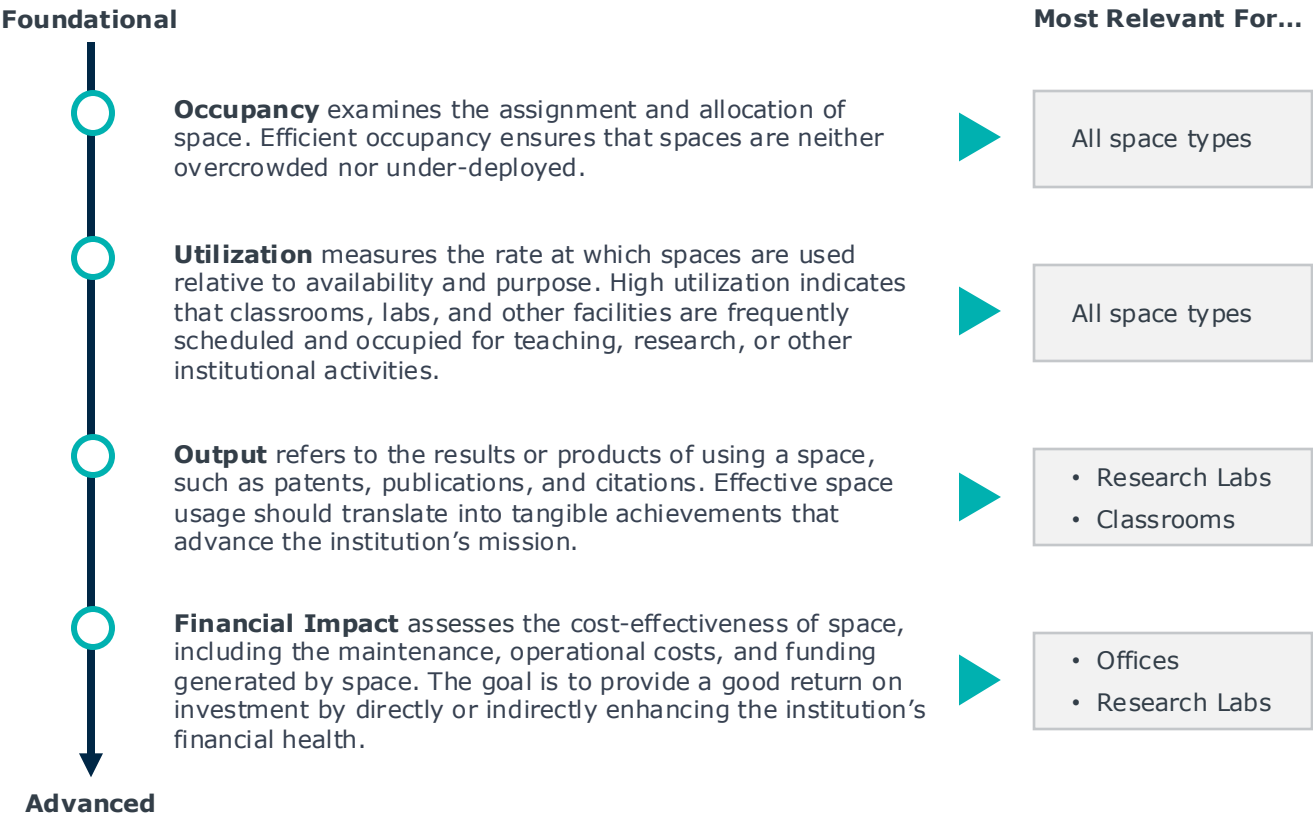 Foundational
Most Relevant For...
Occupancy examines the assignment and allocation of
space. Efficient occupancy ensures that spaces are neither
overcrowded nor under-deployed.
All space types
Utilization measures the rate at which spaces are used
relative to availability and purpose. High utilization indicates
that classrooms, labs, and other facilities are frequently
scheduled and occupied for teaching, research, or other
institutional activities.
All space types
Output refers to the results or products of using a space,
such as patents, publications, and citations. Effective space
usage should translate into tangible achievements that
advance the institution’s mission.
• Research Labs
• Classrooms
Financial Impact assesses the cost-effectiveness of space,
including the maintenance, operational costs, and funding
generated by space. The goal is to provide a good return on
investment by directly or indirectly enhancing the institution’s
financial health.
• Offices
• Research Labs
Advanced